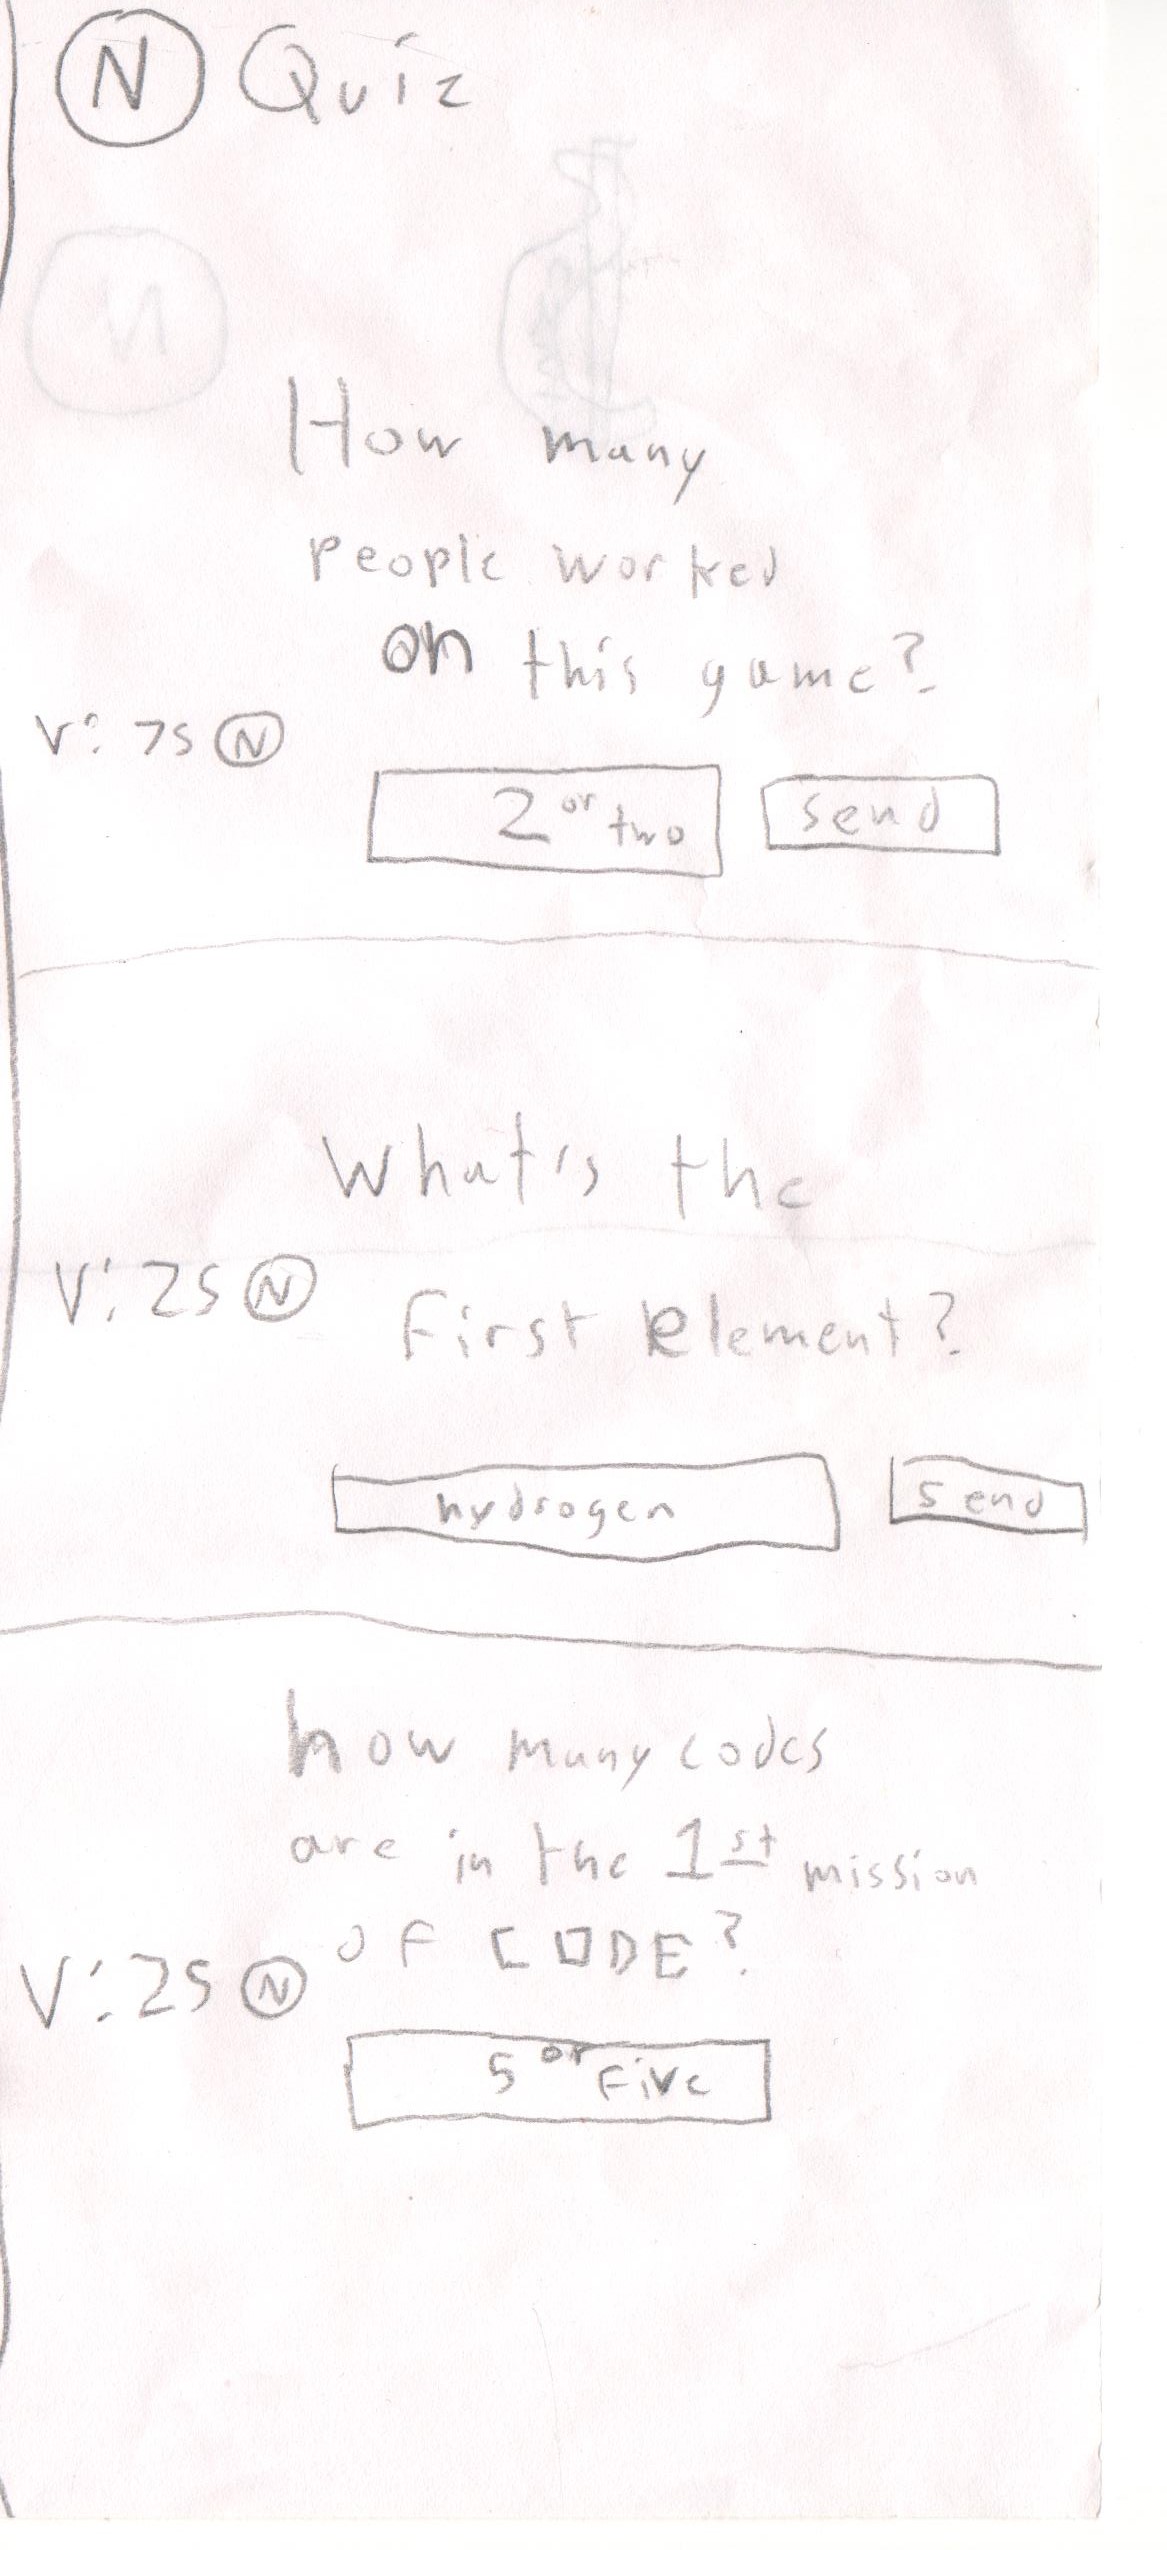 N Quiz
How many
people worked
on this game?
V: 75 N
2 or two send
What's the
V: 25 N first element?
hydrogen send
how many codes
are in the 1st mission
of CODE?
V: 25 N
5 or five